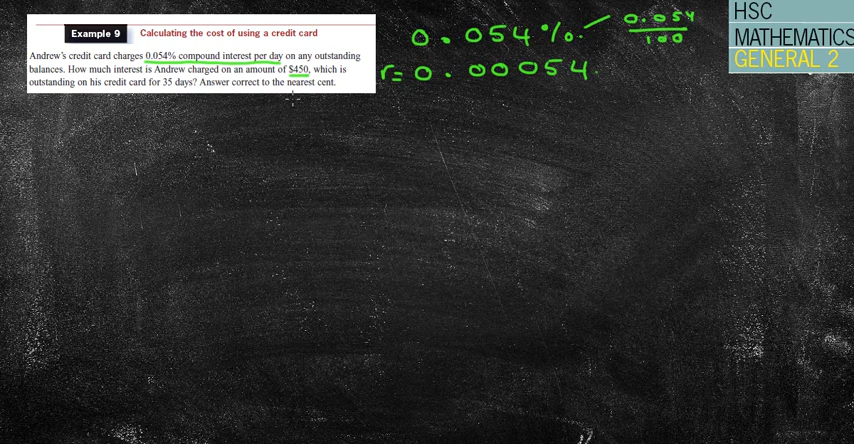 Example 9 Calculating the cost of using a credit card
Andrew's credit card charges 0.054% compound interest per day on any outstanding
balances. How much interest is Andrew charged on an amount of $450, which is
outstanding on his credit card for 35 days? Answer correct to the nearest cent.
0.054%. 0.054
100
r= 0.00054.
HSC
MATHEMATICS
GENERAL 2